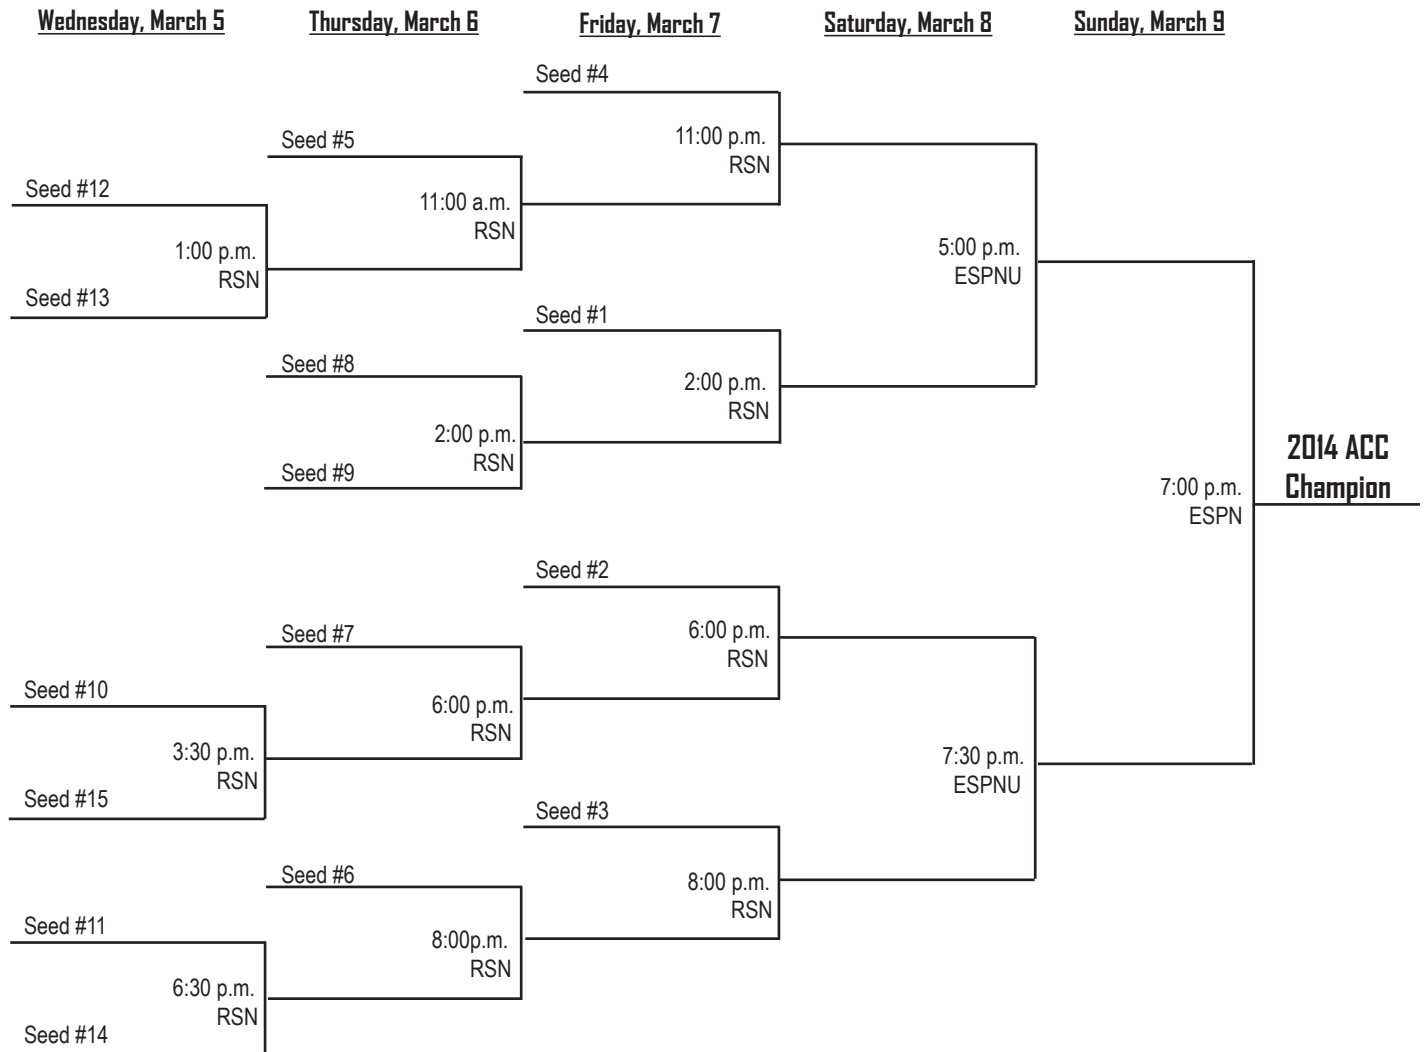 Wednesday, March 5
Thursday, March 6
Friday, March 7
Saturday, March 8
Sunday, March 9
Seed #12
1:00 p.m.
RSN
Seed #13
Seed #10
3:30 p.m.
RSN
Seed #15
Seed #11
6:30 p.m.
RSN
Seed #14
Seed #5
11:00 a.m.
RSN
Seed #8
2:00 p.m.
RSN
Seed #9
Seed #7
6:00 p.m.
RSN
Seed #6
8:00p.m.
RSN
Seed #4
11:00 p.m.
RSN
Seed #1
2:00 p.m.
RSN
Seed #2
6:00 p.m.
RSN
Seed #3
8:00 p.m.
RSN
5:00 p.m.
ESPNU
7:30 p.m.
ESPNU
7:00 p.m.
ESPN
2014 ACC
Champion